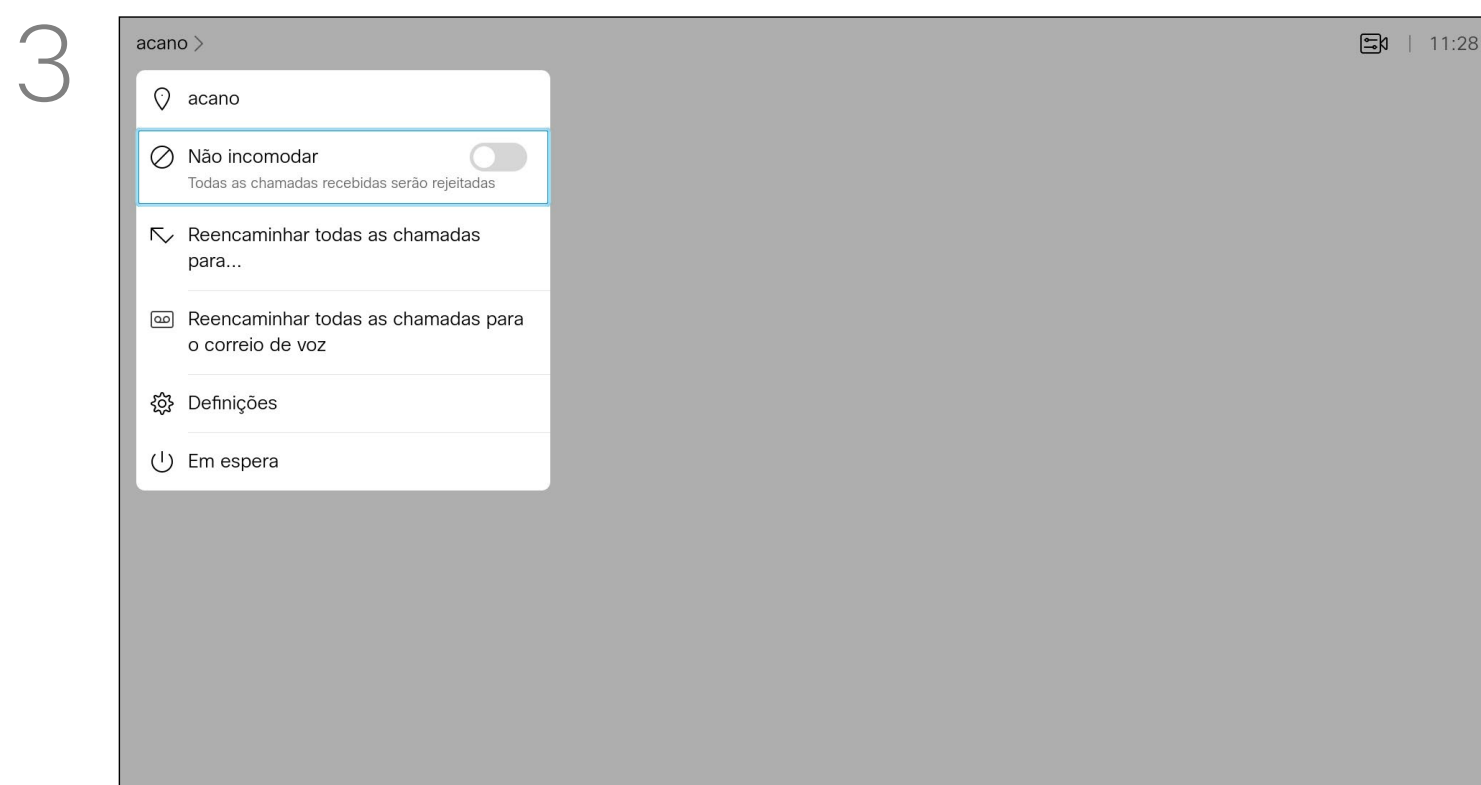 3
acano >
11:28
acano
Não incomodar
Todas as chamadas recebidas serão rejeitadas
Reencaminhar todas as chamadas
para...
Reencaminhar todas as chamadas para
o correio de voz
Definições
Em espera